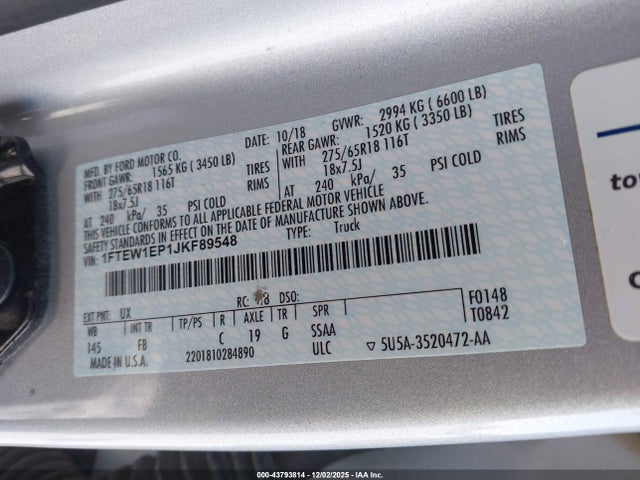 MFD. BY FORD MOTOR CO.
DATE: 10/18 GVWR: 2994 KG ( 6600 LB)
FRONT GAWR: 1565 KG ( 3450 LB)
REAR GAWR: 1520 KG ( 3350 LB)
WITH 275/65R18 116T TIRES
WITH 275/65R18 116T TIRES
18x7.5J RIMS
18x7.5J RIMS
AT 240 kPa/ 35 PSI COLD
AT 240 kPa/ 35 PSI COLD
THIS VEHICLE CONFORMS TO ALL APPLICABLE FEDERAL MOTOR VEHICLE
SAFETY STANDARDS IN EFFECT ON THE DATE OF MANUFACTURE SHOWN ABOVE.
VIN: 1FTEW1EP1JKF89548
TYPE: Truck
EXT PNT: UX RC: 8 DSO: F0148
WB INT TR TP/PS R AXLE TR SPR T0842
145 FB C 19 G SSAA
MADE IN U.S.A. 2201810284890 ULC ▽ 5U5A-3520472-AA
to
000-43793814 - 12/02/2025 - IAA Inc.